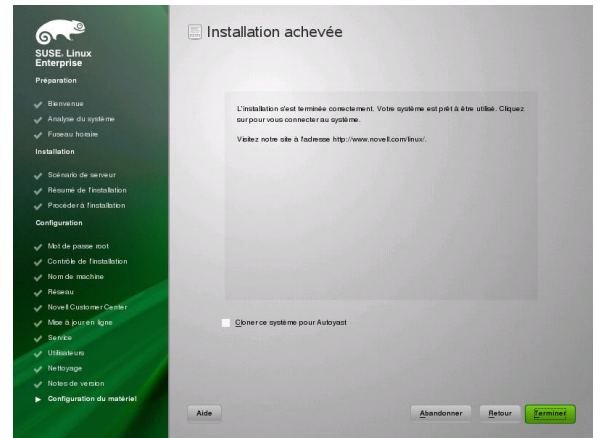 SUSE. Linux
Enterprise
Préparation
Bienvenue
Analyse du système
Fuseau horaire
Installation
Scénario de serveur
Résumé de l'installation
Procéder à l'installation
Configuration
Mot de passe root
Contrôle de l'installation
Nom de machine
Réseau
Novell Customer Center
Mise à jour en ligne
Service
Utilisateurs
Nettoyage
Notes de version
Configuration du matériel
Installation achevée
L'installation s'est terminée correctement. Votre système est prêt à être utilisé. Cliquez
sur pour vous connecter au système.
Visitez notre site à l'adresse http://www.novell.com/linux/.
Cloner ce système pour Autoyast
Aide
Abandonner
Retour
Terminer